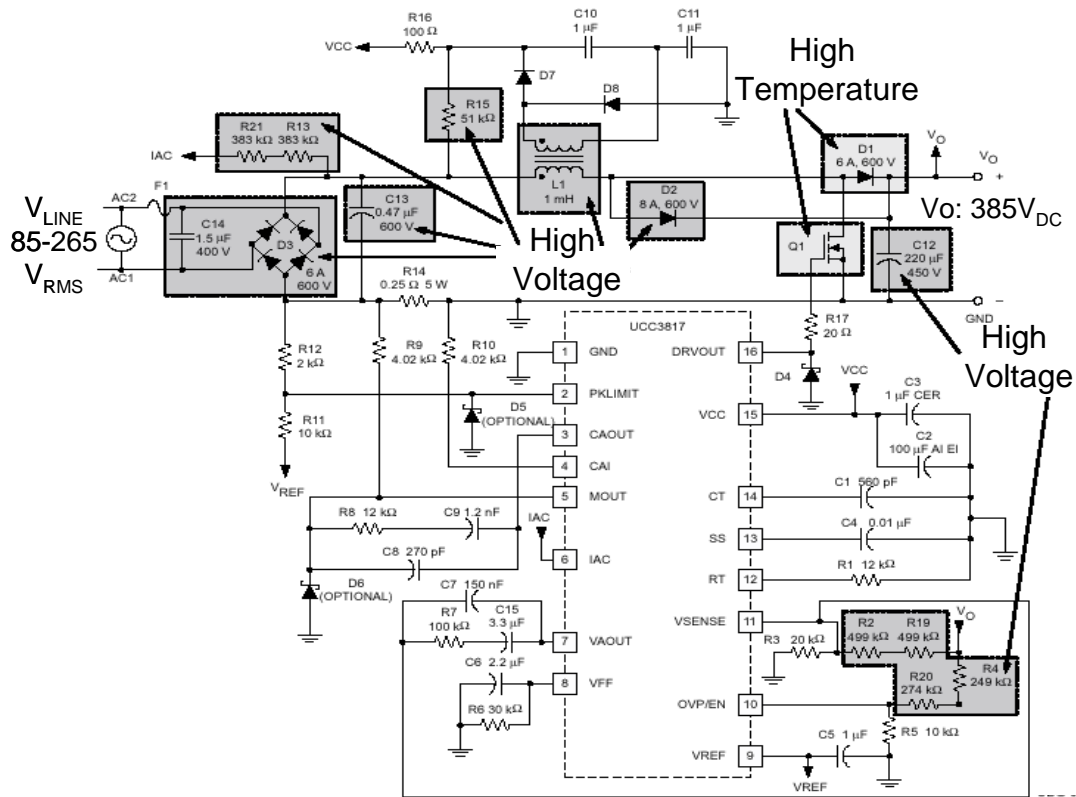 C10
1 µF
C11
1 µF
R16
100 Ω
VCC
D7
D8
High
Temperature
R15
51 kΩ
R21
383 kΩ
R13
383 kΩ
IAC
D1
6 A, 600 V
VO
VO
+
F1
AC2
L1
1 mH
D2
8 A, 600 V
VLINE
85-265
VRMS
C14
1.5 µF
400 V
D3
6 A
600 V
C13
0.47 µF
600 V
High
Voltage
Vo: 385VDC
Q1
C12
220 µF
450 V
AC1
R14
0.25 Ω 5 W
–
GND
R17
20 Ω
High
Voltage
UCC3817
R12
2 kΩ
R9
4.02 kΩ
R10
4.02 kΩ
1 GND
DRVOUT 16
D4
VCC
C3
1 µF CER
2 PKLIMIT
D5
(OPTIONAL)
VCC 15
R11
10 kΩ
3 CAOUT
C2
100 µF AI EI
4 CAI
VREF
5 MOUT
CT 14
C1 560 pF
R8 12 kΩ
C9 1.2 nF
IAC
SS 13
C4 0.01 µF
C8 270 pF
6 IAC
RT 12
R1 12 kΩ
D6
(OPTIONAL)
C7 150 nF
R7
100 kΩ
C15
3.3 µF
7 VAOUT
VSENSE 11
R3 20 kΩ
R2
499 kΩ
R19
499 kΩ
VO
C6 2.2 µF
8 VFF
R4
249 kΩ
R20
274 kΩ
OVP/EN 10
R6 30 kΩ
R5 10 kΩ
C5 1 µF
VREF 9
VREF